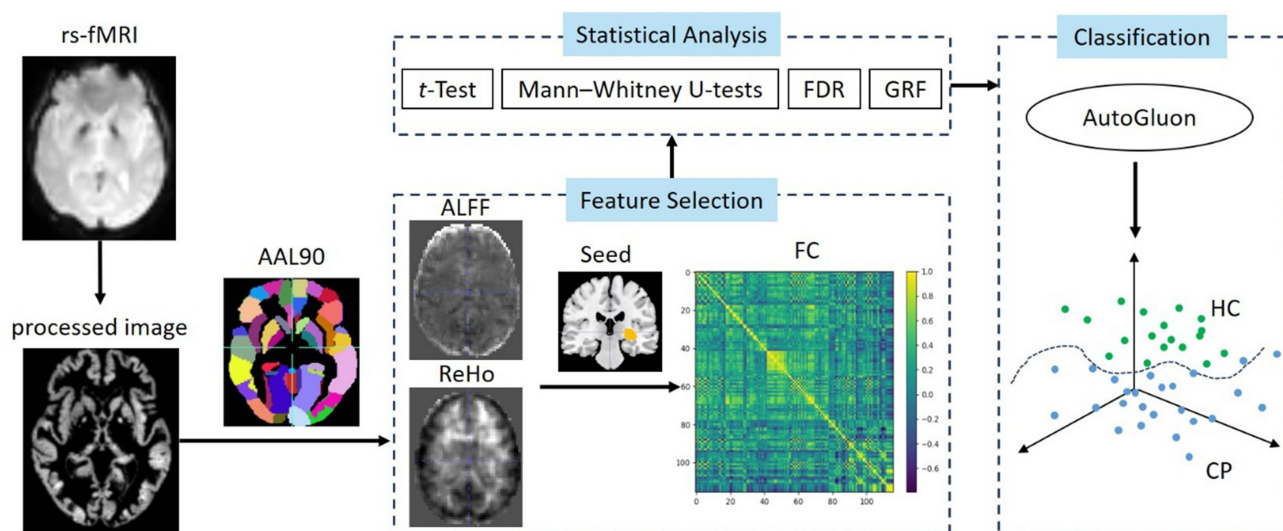 rs-fMRI
processed image
AAL90
Statistical Analysis
t-Test
Mann–Whitney U-tests
FDR
GRF
Feature Selection
ALFF
ReHo
Seed
FC
0
20
40
60
80
100
0
20
40
60
80
100
1.0
0.8
0.6
0.4
0.2
0.0
−0.2
−0.4
−0.6
Classification
AutoGluon
HC
CP